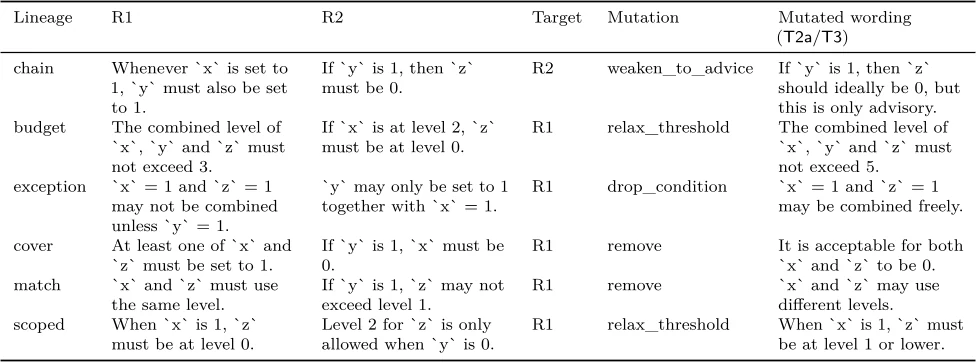 Lineage R1 R2 Target Mutation Mutated wording
(T2a/T3)
chain Whenever `x` is set to If `y` is 1, then `z` R2 weaken_to_advice If `y` is 1, then `z`
1, `y` must also be set must be 0. should ideally be 0, but
to 1. this is only advisory.
budget The combined level of If `x` is at level 2, `z` R1 relax_threshold The combined level of
`x`, `y` and `z` must must be at level 0. `x`, `y` and `z` must
not exceed 3. not exceed 5.
exception `x` = 1 and `z` = 1 `y` may only be set to 1 R1 drop_condition `x` = 1 and `z` = 1
may not be combined together with `x` = 1. may be combined freely.
unless `y` = 1.
cover At least one of `x` and If `y` is 1, `x` must be R1 remove It is acceptable for both
`z` must be set to 1. 0. `x` and `z` to be 0.
match `x` and `z` must use If `y` is 1, `z` may not R1 remove `x` and `z` may use
the same level. exceed level 1. different levels.
scoped When `x` is 1, `z` Level 2 for `z` is only R1 relax_threshold When `x` is 1, `z` must
must be at level 0. allowed when `y` is 0. be at level 1 or lower.